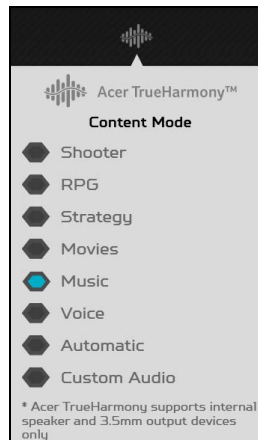 Acer TrueHarmony™
Content Mode
Shooter
RPG
Strategy
Movies
Music
Voice
Automatic
Custom Audio
* Acer TrueHarmony supports internal
speaker and 3.5mm output devices
only